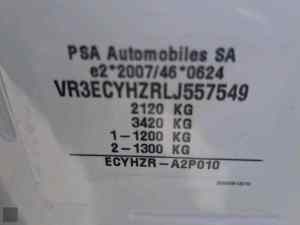 PSA Automobiles SA
e2*2007/46*0624
VR3ECYHZRLJ557549
2120 KG
3420 KG
1-1200 KG
2-1300 KG
ECYHZR-A2P010